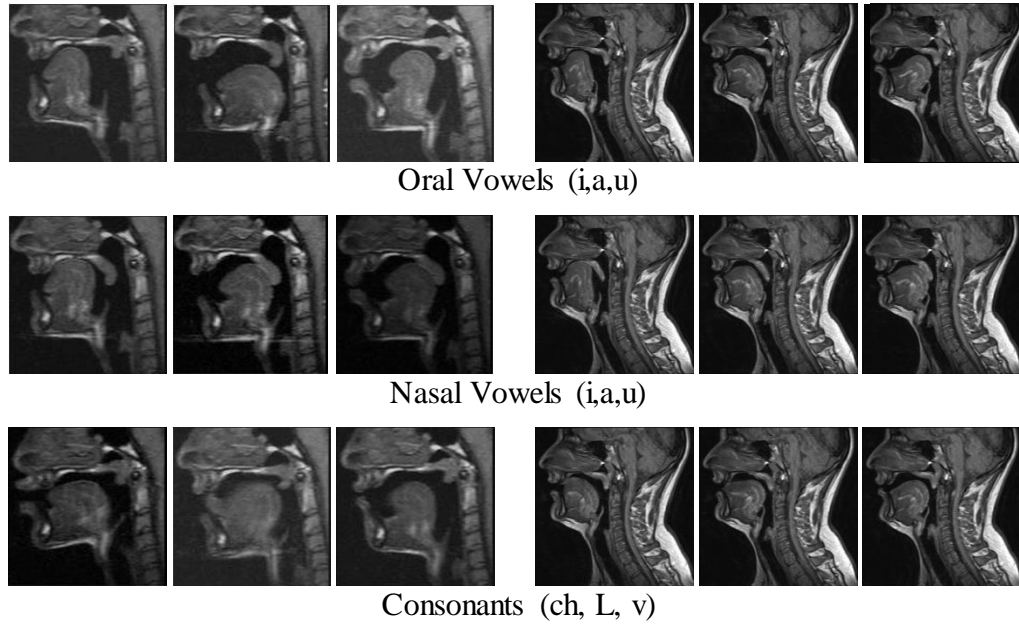 Oral Vowels (i,a,u)
Nasal Vowels (i,a,u)
Consonants (ch, L, v)